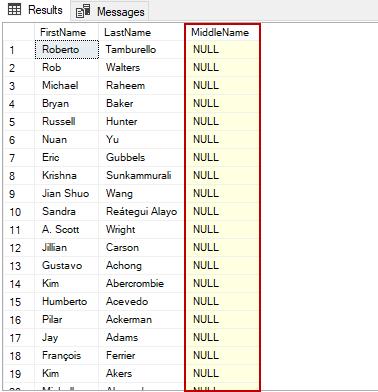 Results Messages
FirstName LastName MiddleName
1 Roberto Tamburello NULL
2 Rob Walters NULL
3 Michael Raheem NULL
4 Bryan Baker NULL
5 Russell Hunter NULL
6 Nuan Yu NULL
7 Eric Gubbels NULL
8 Krishna Sunkammurali NULL
9 Jian Shuo Wang NULL
10 Sandra Reátegui Alayo NULL
11 A. Scott Wright NULL
12 Jillian Carson NULL
13 Gustavo Achong NULL
14 Kim Abercrombie NULL
15 Humberto Acevedo NULL
16 Pilar Ackerman NULL
17 Jay Adams NULL
18 François Ferrier NULL
19 Kim Akers NULL